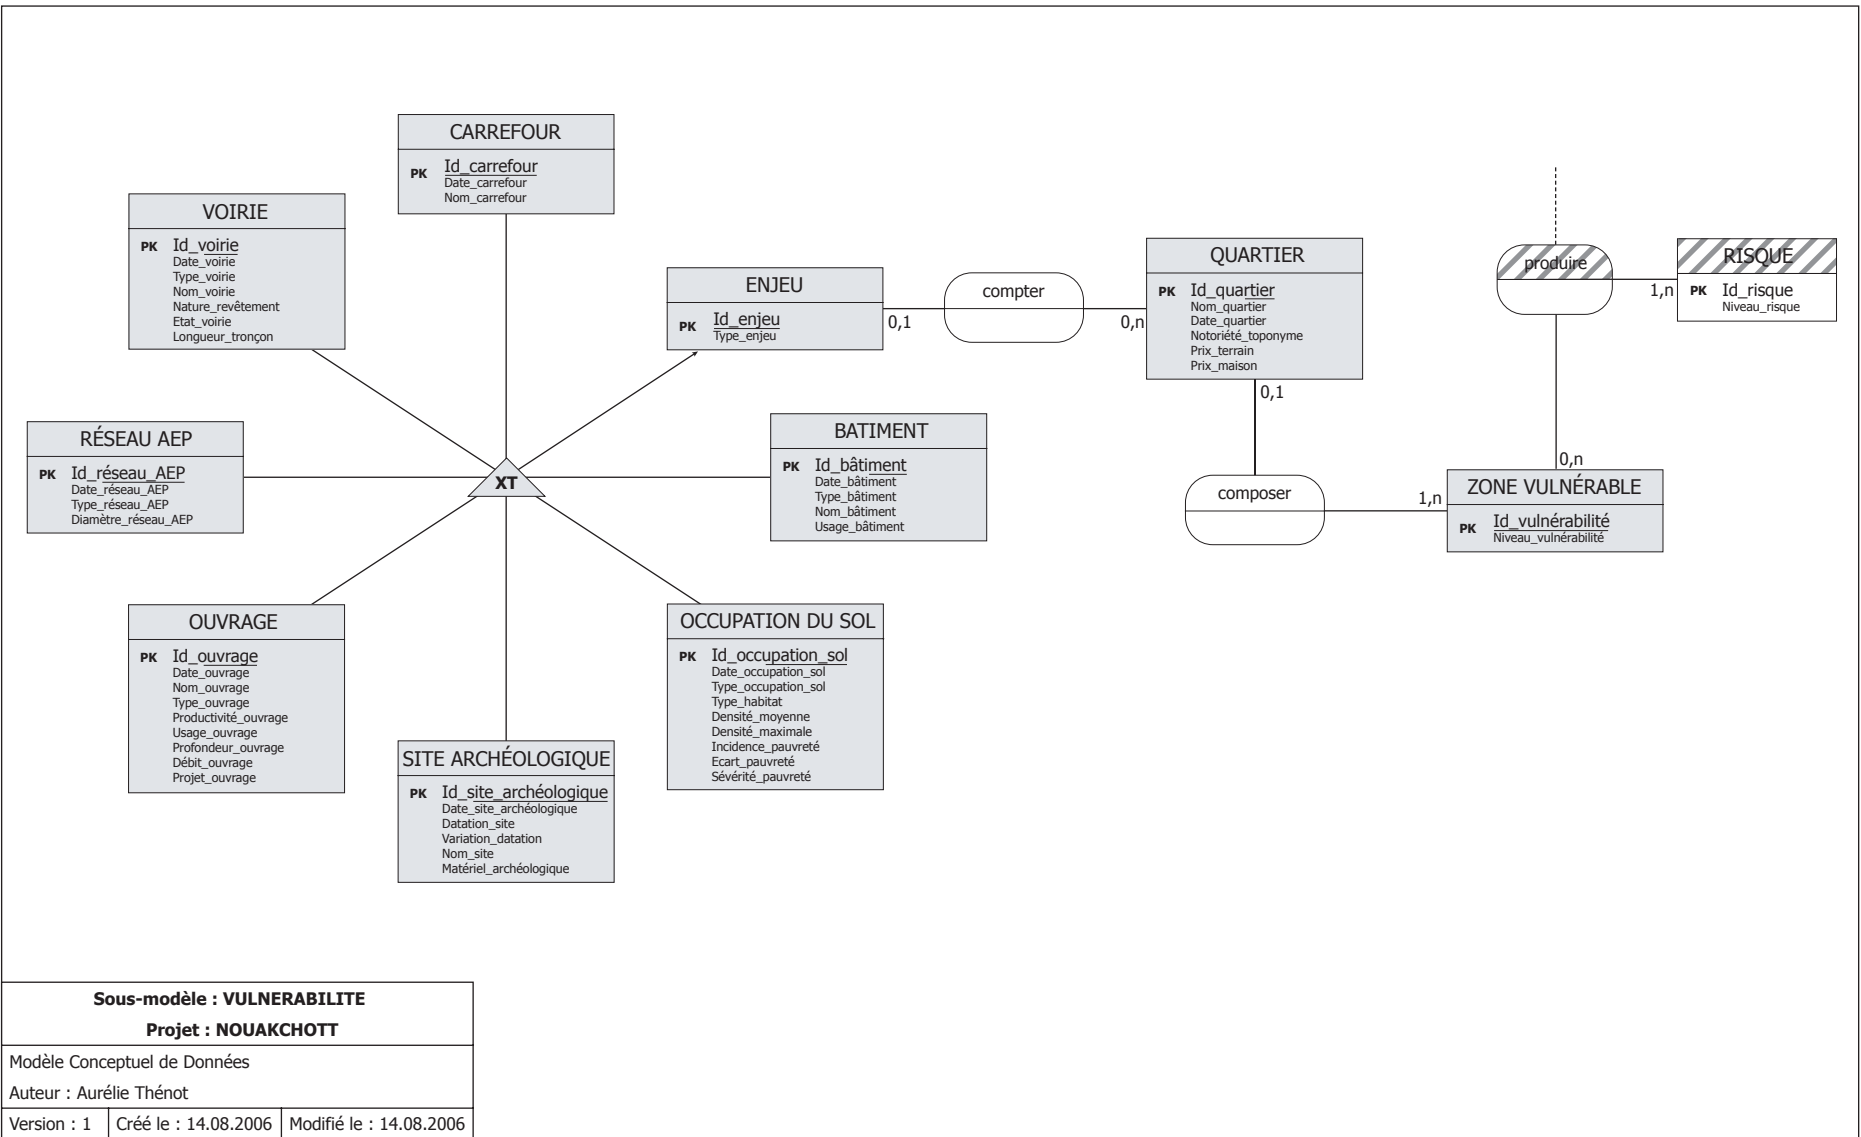 CARREFOUR
PK Id_carrefour
Date_carrefour
Nom_carrefour
VOIRIE
PK Id_voirie
Date_voirie
Type_voirie
Nom_voirie
Nature_revêtement
Etat_voirie
Longueur_tronçon
ENJEU
PK Id_enjeu
Type_enjeu
0,1
compter
0,n
QUARTIER
PK Id_quartier
Nom_quartier
Date_quartier
Notoriété_toponyme
Prix_terrain
Prix_maison
0,1
produire
1,n
RISQUE
PK Id_risque
Niveau_risque
RÉSEAU AEP
PK Id_réseau_AEP
Date_réseau_AEP
Type_réseau_AEP
Diamètre_réseau_AEP
XT
BATIMENT
PK Id_bâtiment
Date_bâtiment
Type_bâtiment
Nom_bâtiment
Usage_bâtiment
composer
1,n
0,n
ZONE VULNÉRABLE
PK Id_vulnérabilité
Niveau_vulnérabilité
OUVRAGE
PK Id_ouvrage
Date_ouvrage
Nom_ouvrage
Type_ouvrage
Productivité_ouvrage
Usage_ouvrage
Profondeur_ouvrage
Débit_ouvrage
Projet_ouvrage
SITE ARCHÉOLOGIQUE
PK Id_site_archéologique
Date_site_archéologique
Datation_site
Variation_datation
Nom_site
Matériel_archéologique
OCCUPATION DU SOL
PK Id_occupation_sol
Date_occupation_sol
Type_occupation_sol
Type_habitat
Densité_moyenne
Densité_maximale
Incidence_pauvreté
Ecart_pauvreté
Sévérité_pauvreté
Sous-modèle : VULNERABILITE
Projet : NOUAKCHOTT
Modèle Conceptuel de Données
Auteur : Aurélie Thénot
Version : 1 Créé le : 14.08.2006 Modifié le : 14.08.2006